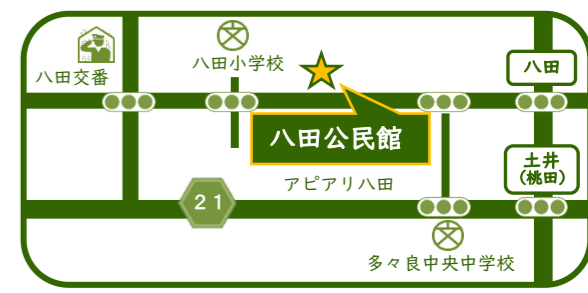 八田交番
八田小学校
八田
八田公民館
土井
(桃田)
アピアリ八田
21
多々良中央中学校